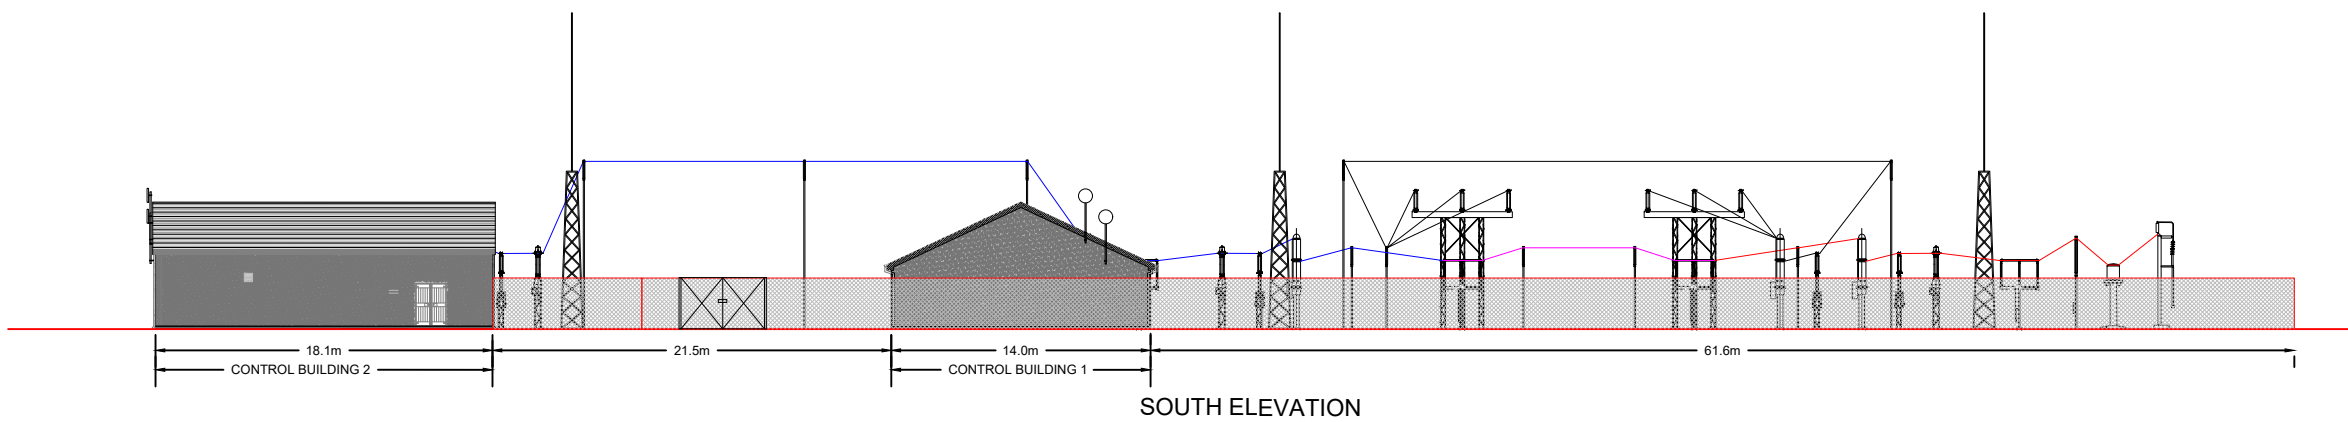 18.1m
21.5m
14.0m
61.6m
CONTROL BUILDING 2
CONTROL BUILDING 1
SOUTH ELEVATION